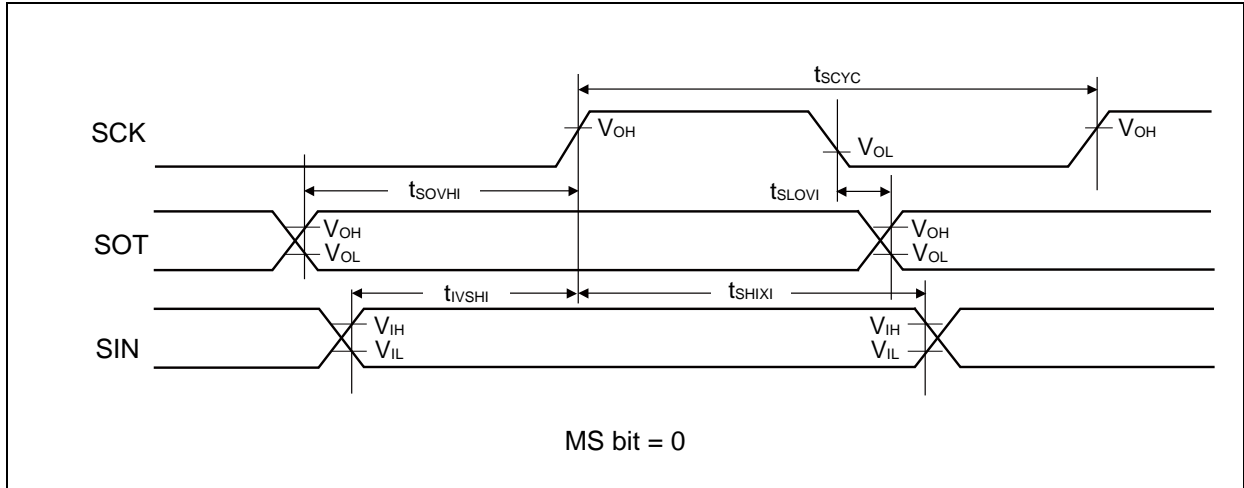 tSCYC
SCK
VOH
VOL
VOH
tSOVHI
tSLOVI
SOT
VOH
VOL
VOH
VOL
tIVSHI
tSHIXI
SIN
VIH
VIL
VIH
VIL
MS bit = 0